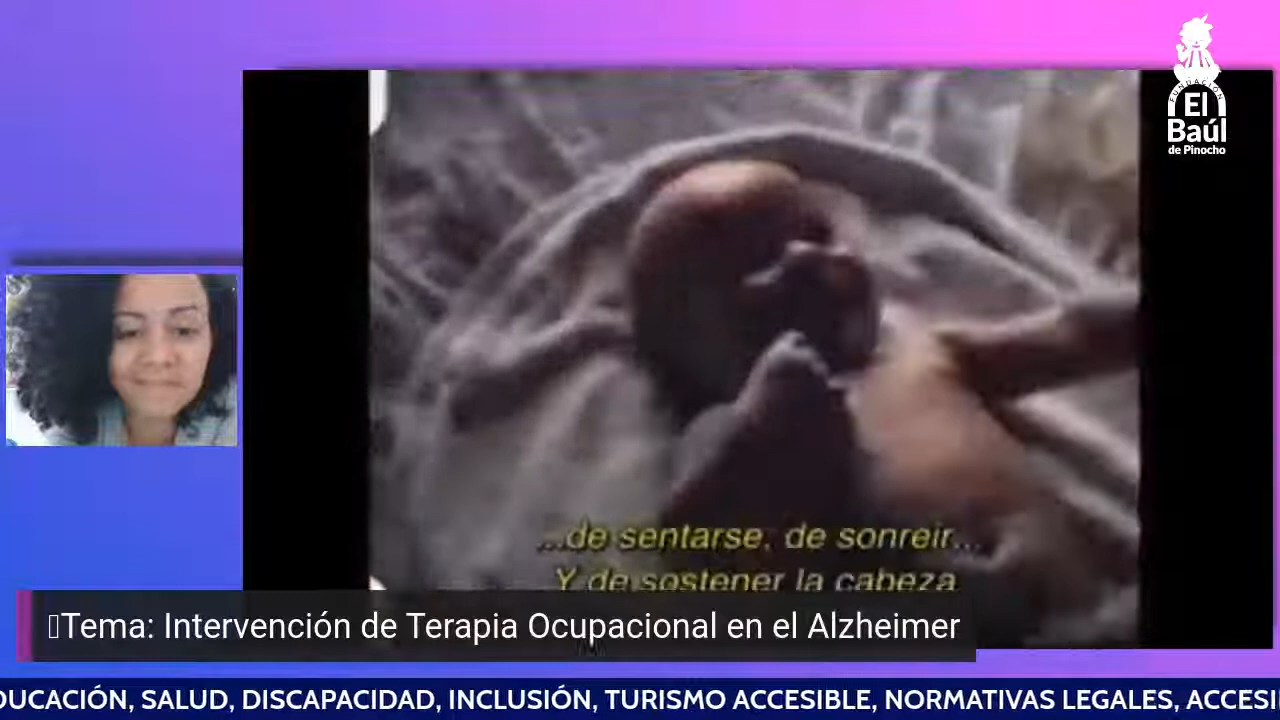 FUNDACIÓN
El
Baúl
de Pinocho
...de sentarse, de sonreir...
Y de sostener la cabeza
Tema: Intervención de Terapia Ocupacional en el Alzheimer
DUCACIÓN, SALUD, DISCAPACIDAD, INCLUSIÓN, TURISMO ACCESIBLE, NORMATIVAS LEGALES, ACCESI